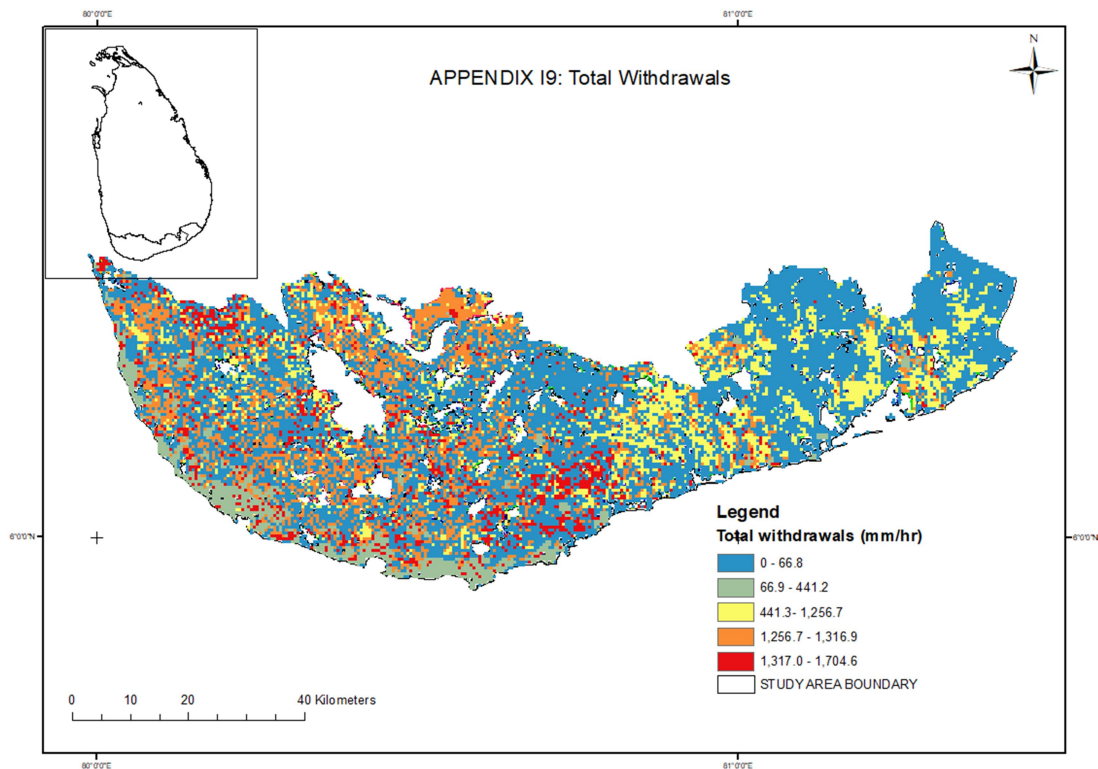 80°0'0"E
81°0'0"E
N
APPENDIX I9: Total Withdrawals
Legend
Total withdrawals (mm/hr)
6°0'0"N
6°0'0"N
0 - 66.8
66.9 - 441.2
441.3- 1,256.7
1,256.7 - 1,316.9
1,317.0 - 1,704.6
STUDY AREA BOUNDARY
0 10 20 40 Kilometers
80°0'0"E
81°0'0"E